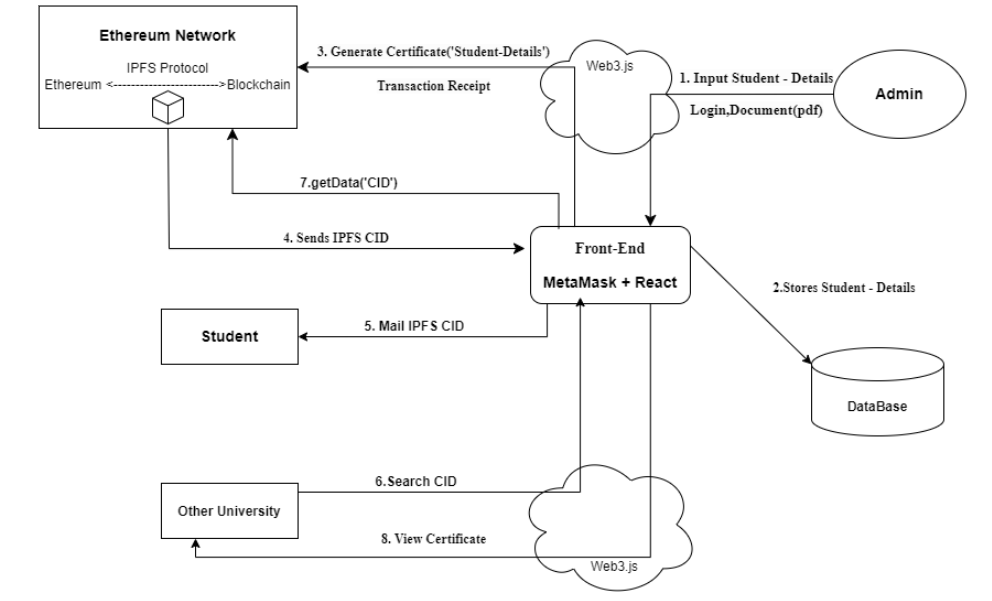 Ethereum Network
IPFS Protocol
Ethereum <-------------------------->Blockchain
3. Generate Certificate('Student-Details')
Transaction Receipt
Web3.js
1. Input Student - Details
Login,Document(pdf)
Admin
7.getData('CID')
4. Sends IPFS CID
Front-End
MetaMask + React
2.Stores Student - Details
5. Mail IPFS CID
Student
DataBase
6.Search CID
Other University
8. View Certificate
Web3.js